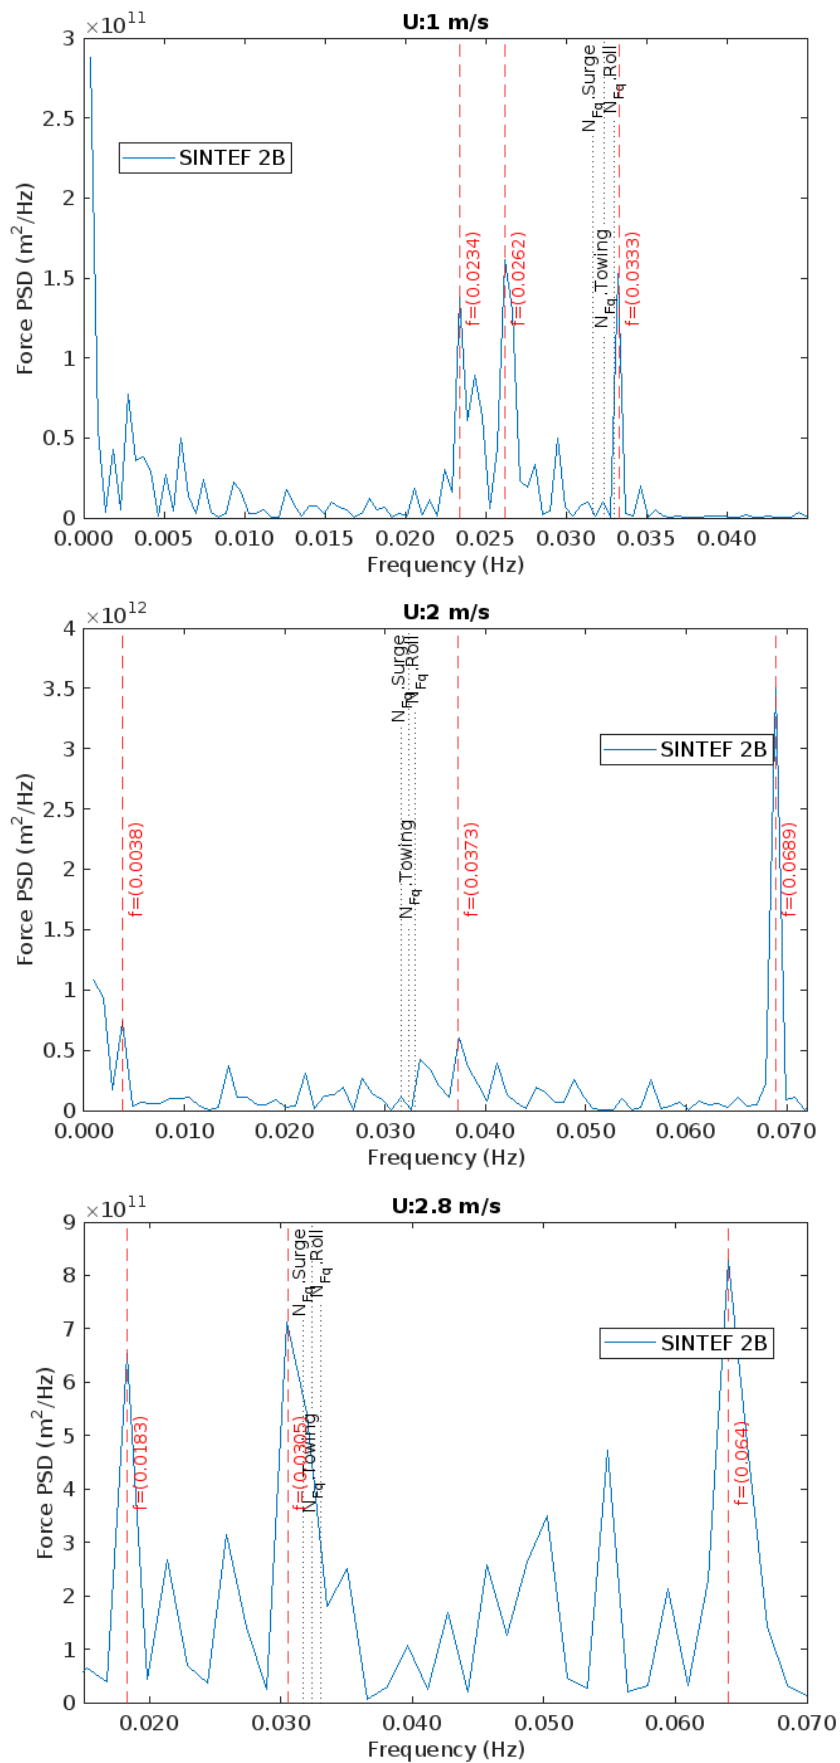 ×10^11
U:1 m/s
3
2.5
2
1.5
1
0.5
0
Force PSD (m²/Hz)
SINTEF 2B
f=(0.0234)
f=(0.0262)
N_Fq.Surge
N_Fq.Towing
N_Fq.Roll
f=(0.0333)
0.000 0.005 0.010 0.015 0.020 0.025 0.030 0.035 0.040
Frequency (Hz)
×10^12
U:2 m/s
4
3.5
3
2.5
2
1.5
1
0.5
0
Force PSD (m²/Hz)
f=(0.0038)
N_Fq.Surge
N_Fq.Towing
N_Fq.Roll
f=(0.0373)
SINTEF 2B
f=(0.0689)
0.000 0.010 0.020 0.030 0.040 0.050 0.060 0.070
Frequency (Hz)
×10^11
U:2.8 m/s
9
8
7
6
5
4
3
2
1
0
Force PSD (m²/Hz)
f=(0.0183)
f=(0.0305)
N_Fq.Surge
N_Fq.Towing
N_Fq.Roll
SINTEF 2B
f=(0.064)
0.020 0.030 0.040 0.050 0.060 0.070
Frequency (Hz)